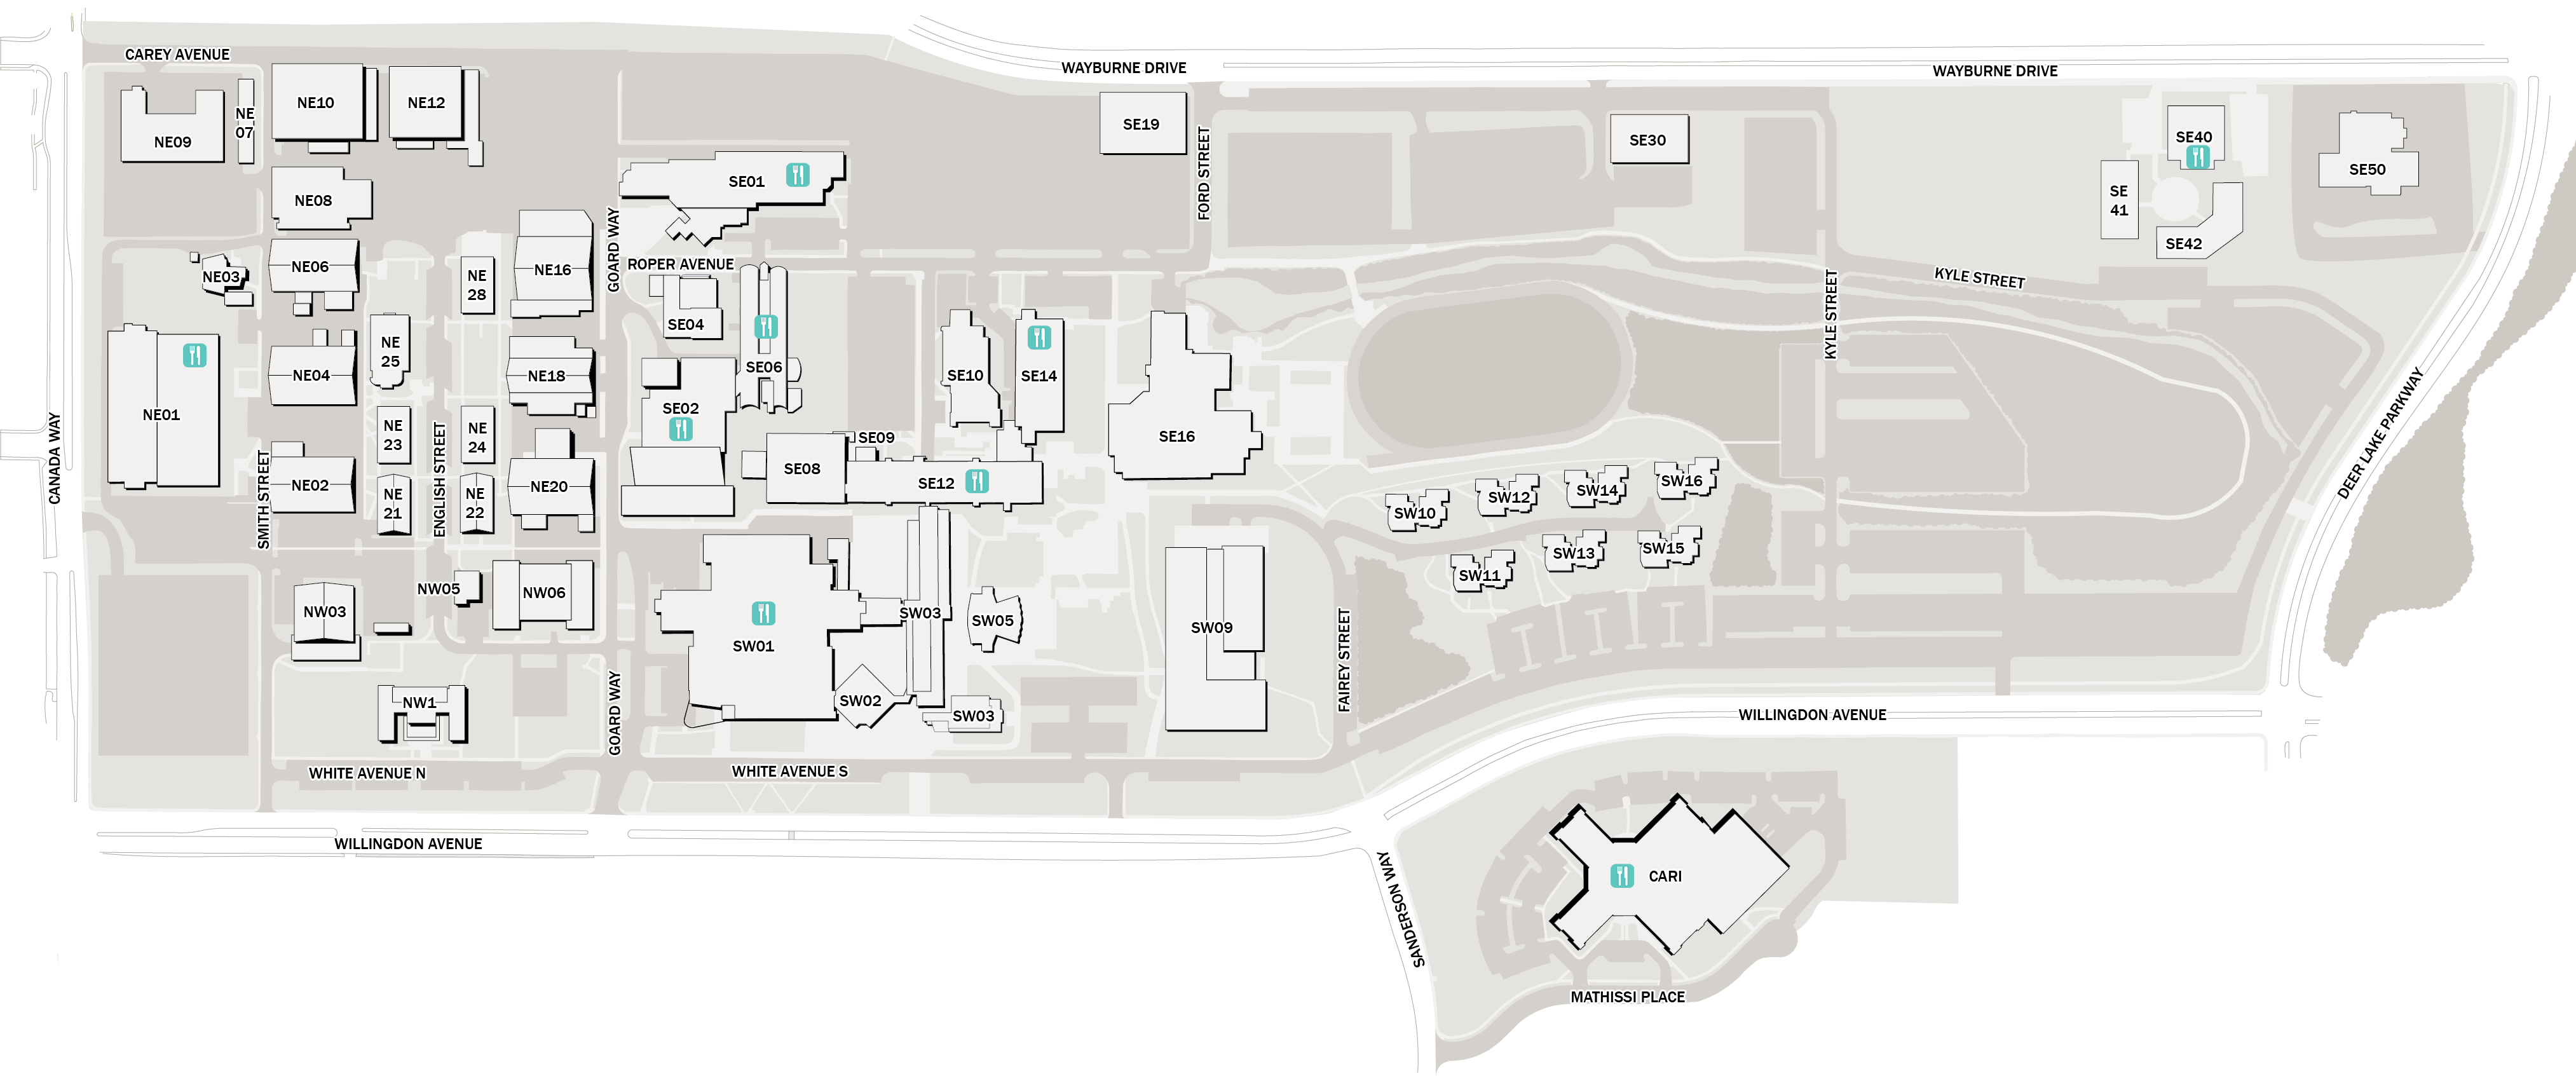 CAREY AVENUE
WAYBURNE DRIVE
WAYBURNE DRIVE
NE09
NE
07
NE10
NE12
SE19
FORD STREET
SE30
SE40
SE50
SE
41
SE42
NE08
SE01
GOARD WAY
ROPER AVENUE
NE03
NE06
NE
28
NE16
KYLE STREET
KYLE STREET
SE04
SE06
NE01
NE04
NE
25
NE18
SE02
SE10
SE14
SE16
SE09
SE08
SE12
NE
23
NE
24
CANADA WAY
SMITH STREET
ENGLISH STREET
NE02
NE
21
NE
22
NE20
DEER LAKE PARKWAY
SW10
SW12
SW14
SW16
SW11
SW13
SW15
NW03
NW05
NW06
SW01
SW03
SW05
SW09
FAIREY STREET
NW1
GOARD WAY
SW02
SW03
WILLINGDON AVENUE
WHITE AVENUE N
WHITE AVENUE S
WILLINGDON AVENUE
SANDERSON WAY
CARI
MATHISSI PLACE